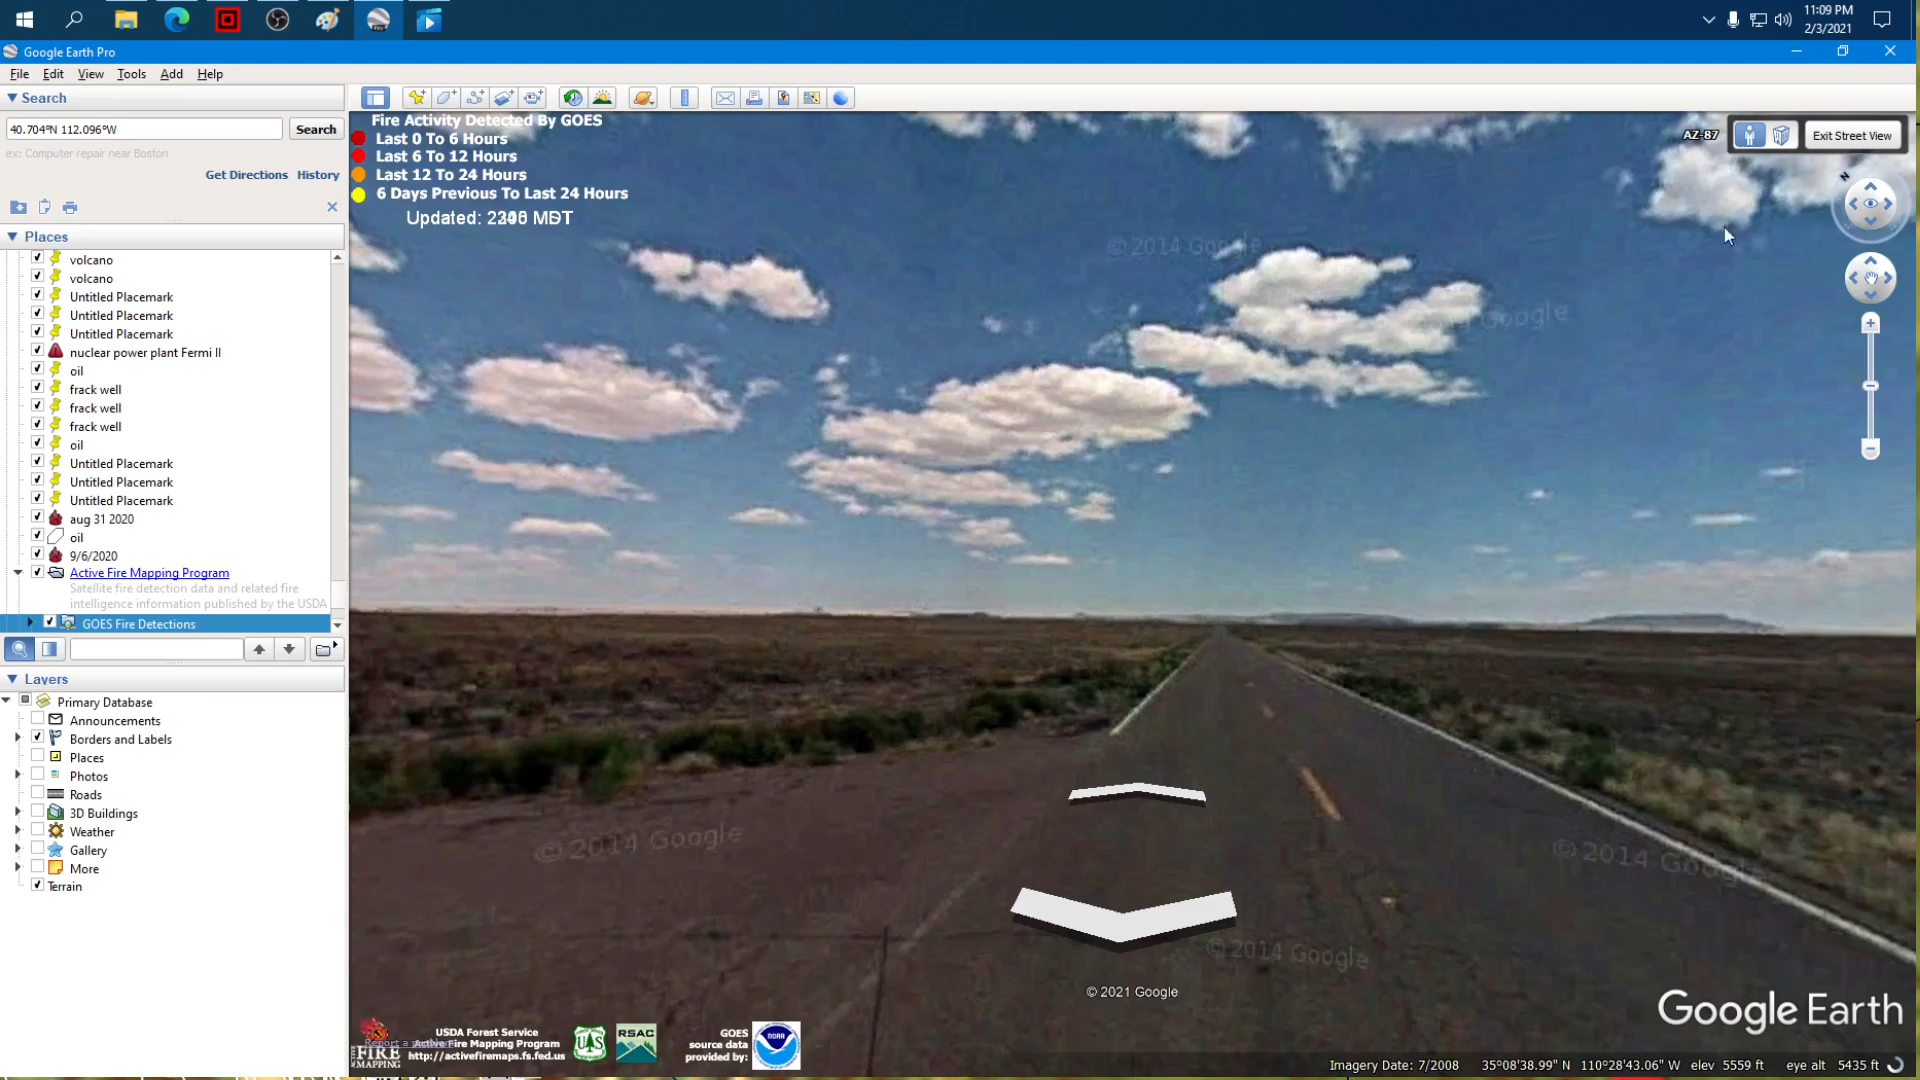 11:09 PM
2/3/2021
Google Earth Pro
File Edit View Tools Add Help
Search
40.704°N 112.096°W
Search
ex: Computer repair near Boston
Get Directions History
Places
volcano
volcano
Untitled Placemark
Untitled Placemark
Untitled Placemark
nuclear power plant Fermi II
oil
frack well
frack well
frack well
oil
Untitled Placemark
Untitled Placemark
Untitled Placemark
aug 31 2020
oil
9/6/2020
Active Fire Mapping Program
Satellite fire detection data and related fire
intelligence information published by the USDA
GOES Fire Detections
Layers
Primary Database
Announcements
Borders and Labels
Places
Photos
Roads
3D Buildings
Weather
Gallery
More
Terrain
Fire Activity Detected By GOES
Last 0 To 6 Hours
Last 6 To 12 Hours
Last 12 To 24 Hours
6 Days Previous To Last 24 Hours
Updated: MDT
AZ-87
Exit Street View
N
© 2014 Google
Google
© 2014 Google
© 2014 Google
© 2014 Google
© 2021 Google
Google Earth
FIRE
MAPPING
Report a problem
USDA Forest Service
Active Fire Mapping Program
http://activefiremaps.fs.fed.us
UAS
RSAC
GOES
source data
provided by:
NOAA
Imagery Date: 7/2008 35°08'38.99" N 110°28'43.06" W elev 5559 ft eye alt 5435 ft